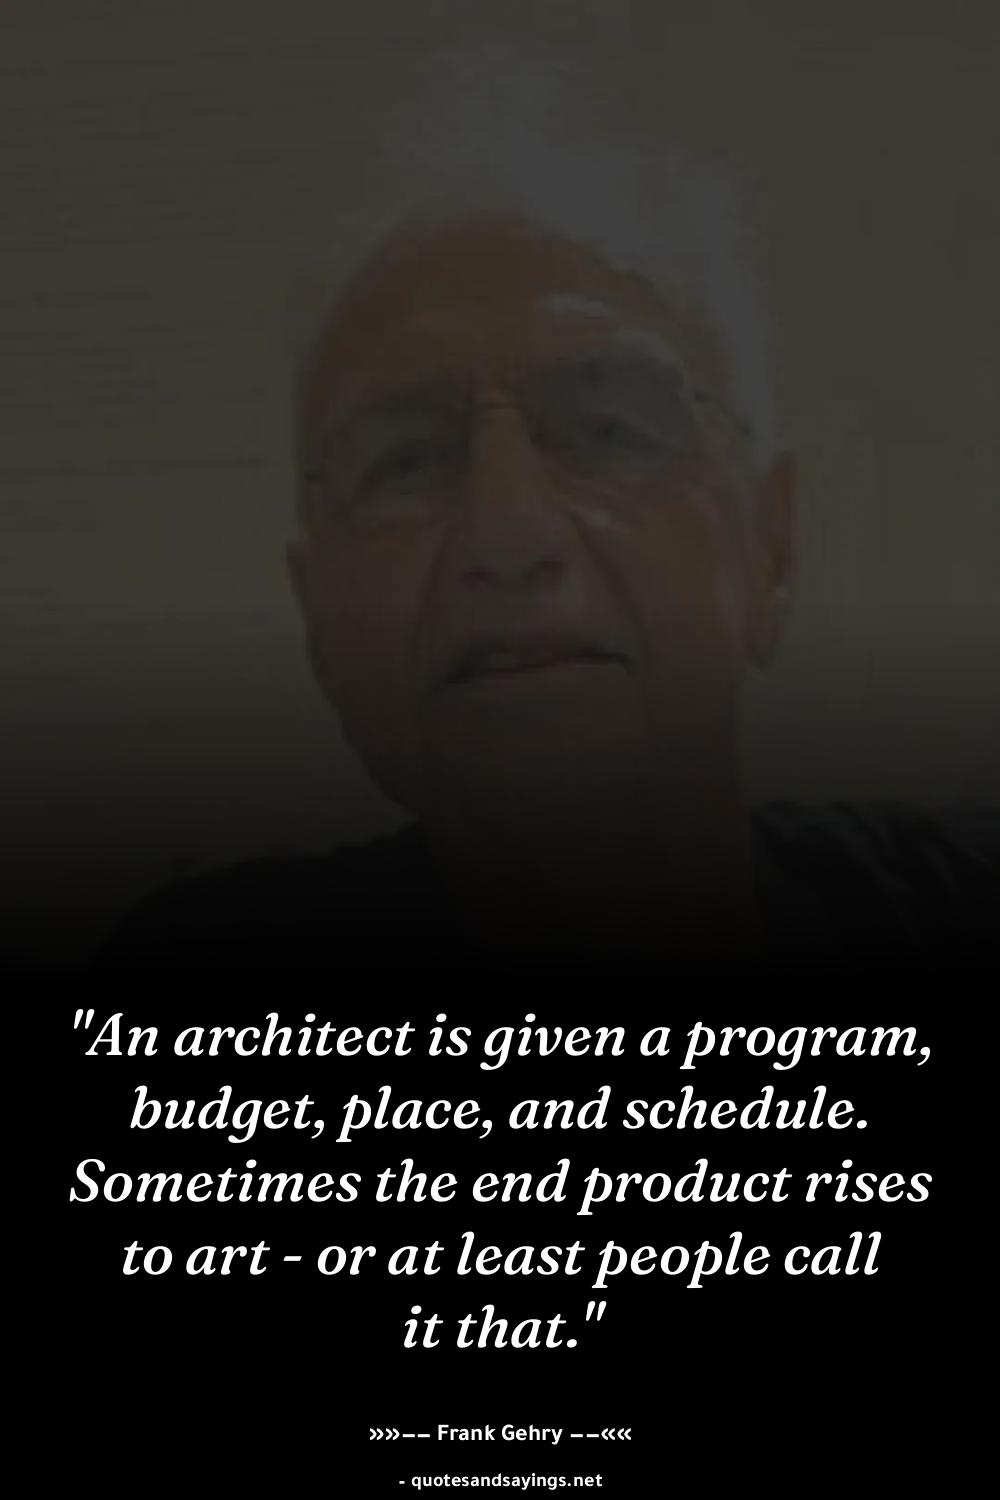 "An architect is given a program,
budget, place, and schedule.
Sometimes the end product rises
to art - or at least people call
it that."
»»−− Frank Gehry −−««
- quotesandsayings.net